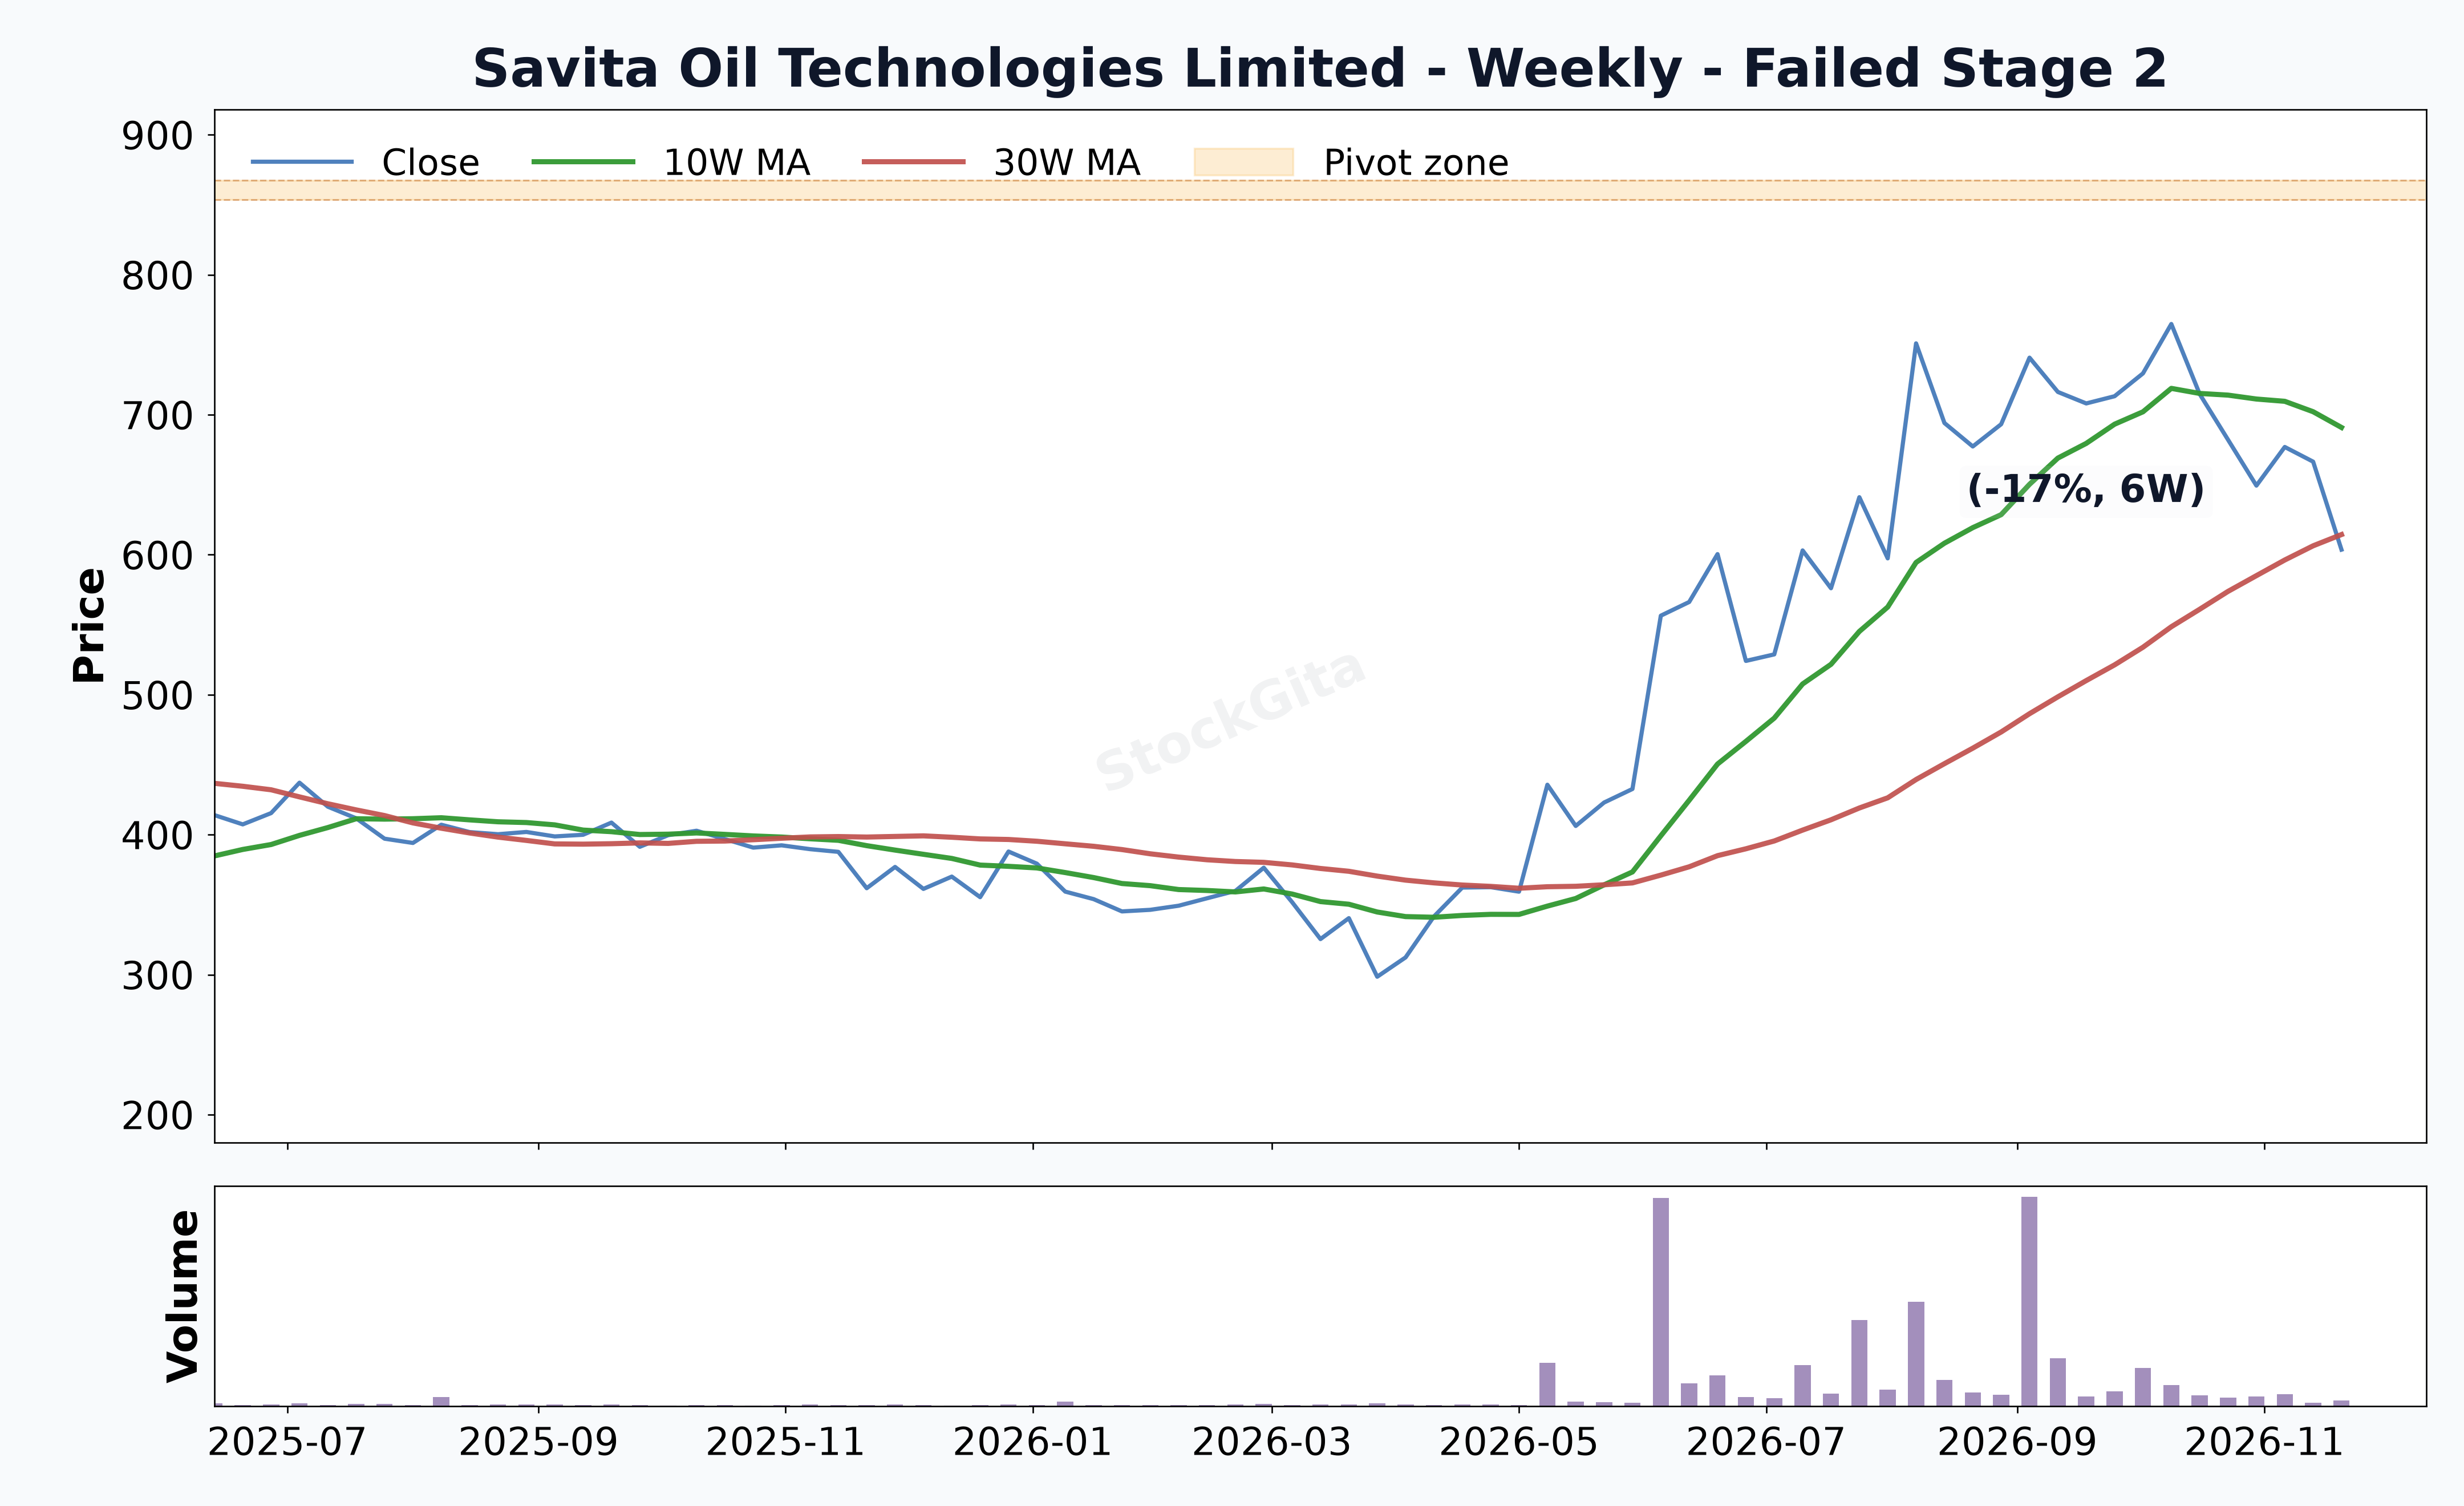 Savita Oil Technologies Limited - Weekly - Failed Stage 2
Close
10W MA
30W MA
Pivot zone
900
800
700
600
500
400
300
200
Price
(-17%, 6W)
StockGita
Volume
2025-07
2025-09
2025-11
2026-01
2026-03
2026-05
2026-07
2026-09
2026-11